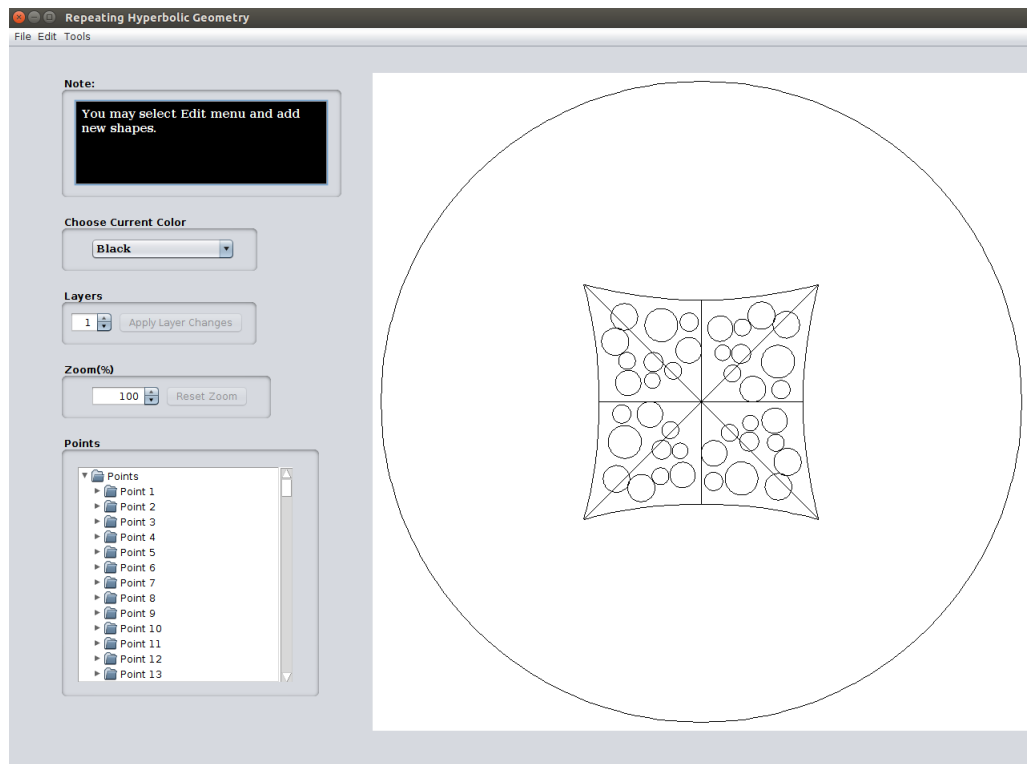 Repeating Hyperbolic Geometry
File Edit Tools
Note:
You may select Edit menu and add
new shapes.
Choose Current Color
Black
Layers
1 Apply Layer Changes
Zoom(%)
100 Reset Zoom
Points
Points
Point 1
Point 2
Point 3
Point 4
Point 5
Point 6
Point 7
Point 8
Point 9
Point 10
Point 11
Point 12
Point 13